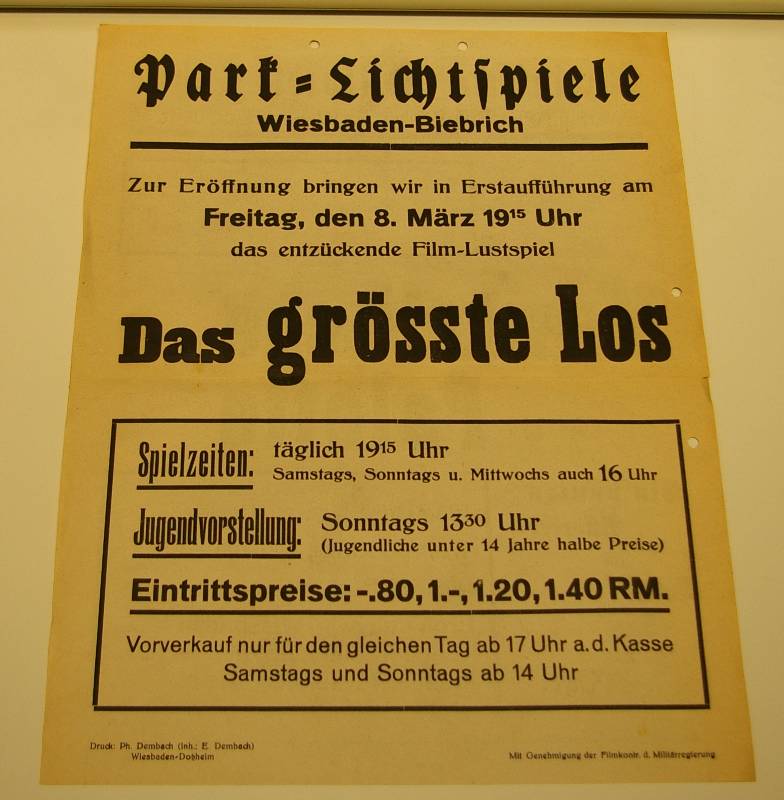 Park=Lichtspiele
Wiesbaden-Biebrich
Zur Eröffnung bringen wir in Erstaufführung am
Freitag, den 8. März 19¹⁵ Uhr
das entzückende Film-Lustspiel
Das grösste Los
Spielzeiten: täglich 19¹⁵ Uhr
Samstags, Sonntags u. Mittwochs auch 16 Uhr
Jugendvorstellung: Sonntags 13³⁰ Uhr
(Jugendliche unter 14 Jahre halbe Preise)
Eintrittspreise: -.80, 1.-, 1.20, 1.40 RM.
Vorverkauf nur für den gleichen Tag ab 17 Uhr a. d. Kasse
Samstags und Sonntags ab 14 Uhr
Druck: Ph. Dembach (Inh.: E. Dembach)
Wiesbaden-Dotzheim
Mit Genehmigung der Filmkontr. d. Militärregierung